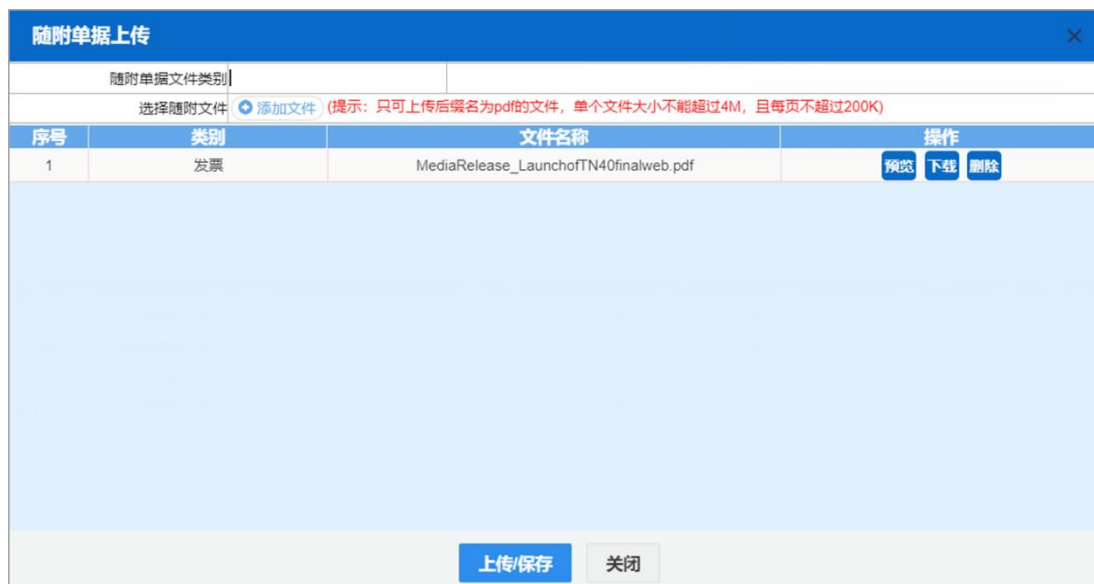 随附单据上传
随附单据文件类别
选择随附文件 添加文件 (提示：只可上传后缀名为pdf的文件，单个文件大小不能超过4M，且每页不超过200K)
序号 类别 文件名称 操作
1 发票 MediaRelease_LaunchofTN40finalweb.pdf 预览 下载 删除
上传/保存 关闭